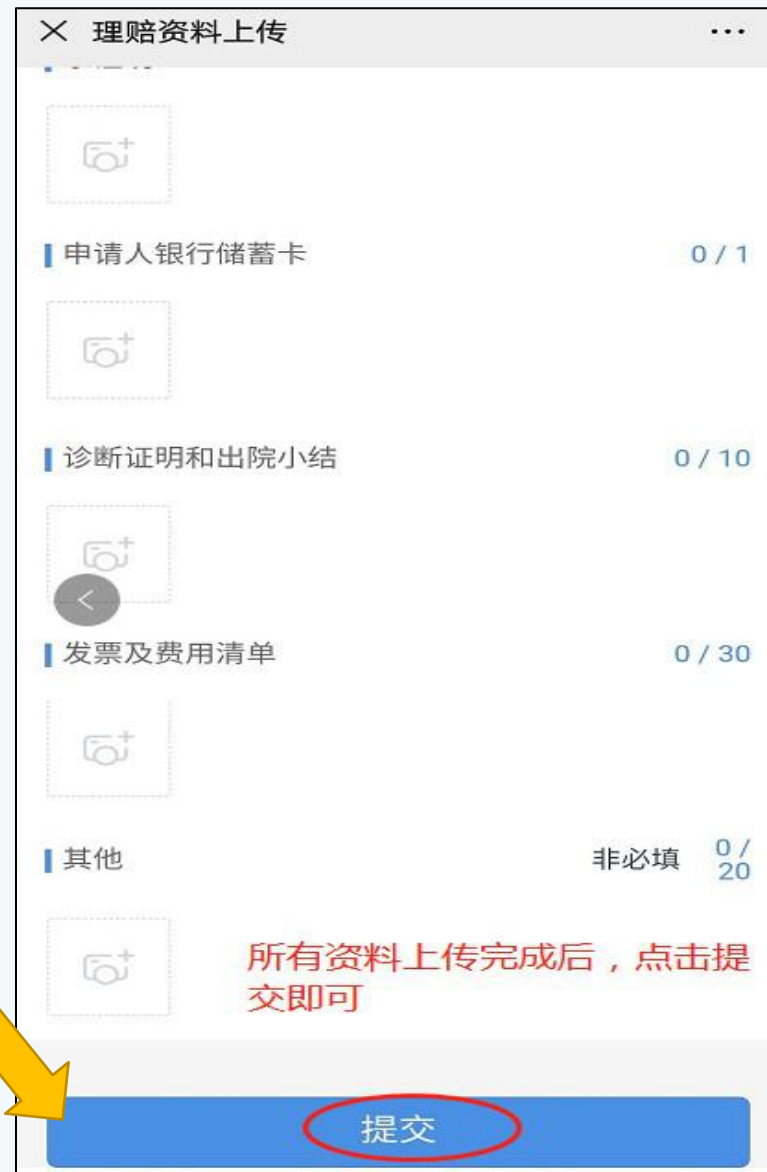 理赔资料上传
申请人银行储蓄卡 0 / 1
诊断证明和出院小结 0 / 10
发票及费用清单 0 / 30
其他 非必填 0 /
20
所有资料上传完成后，点击提
交即可
提交